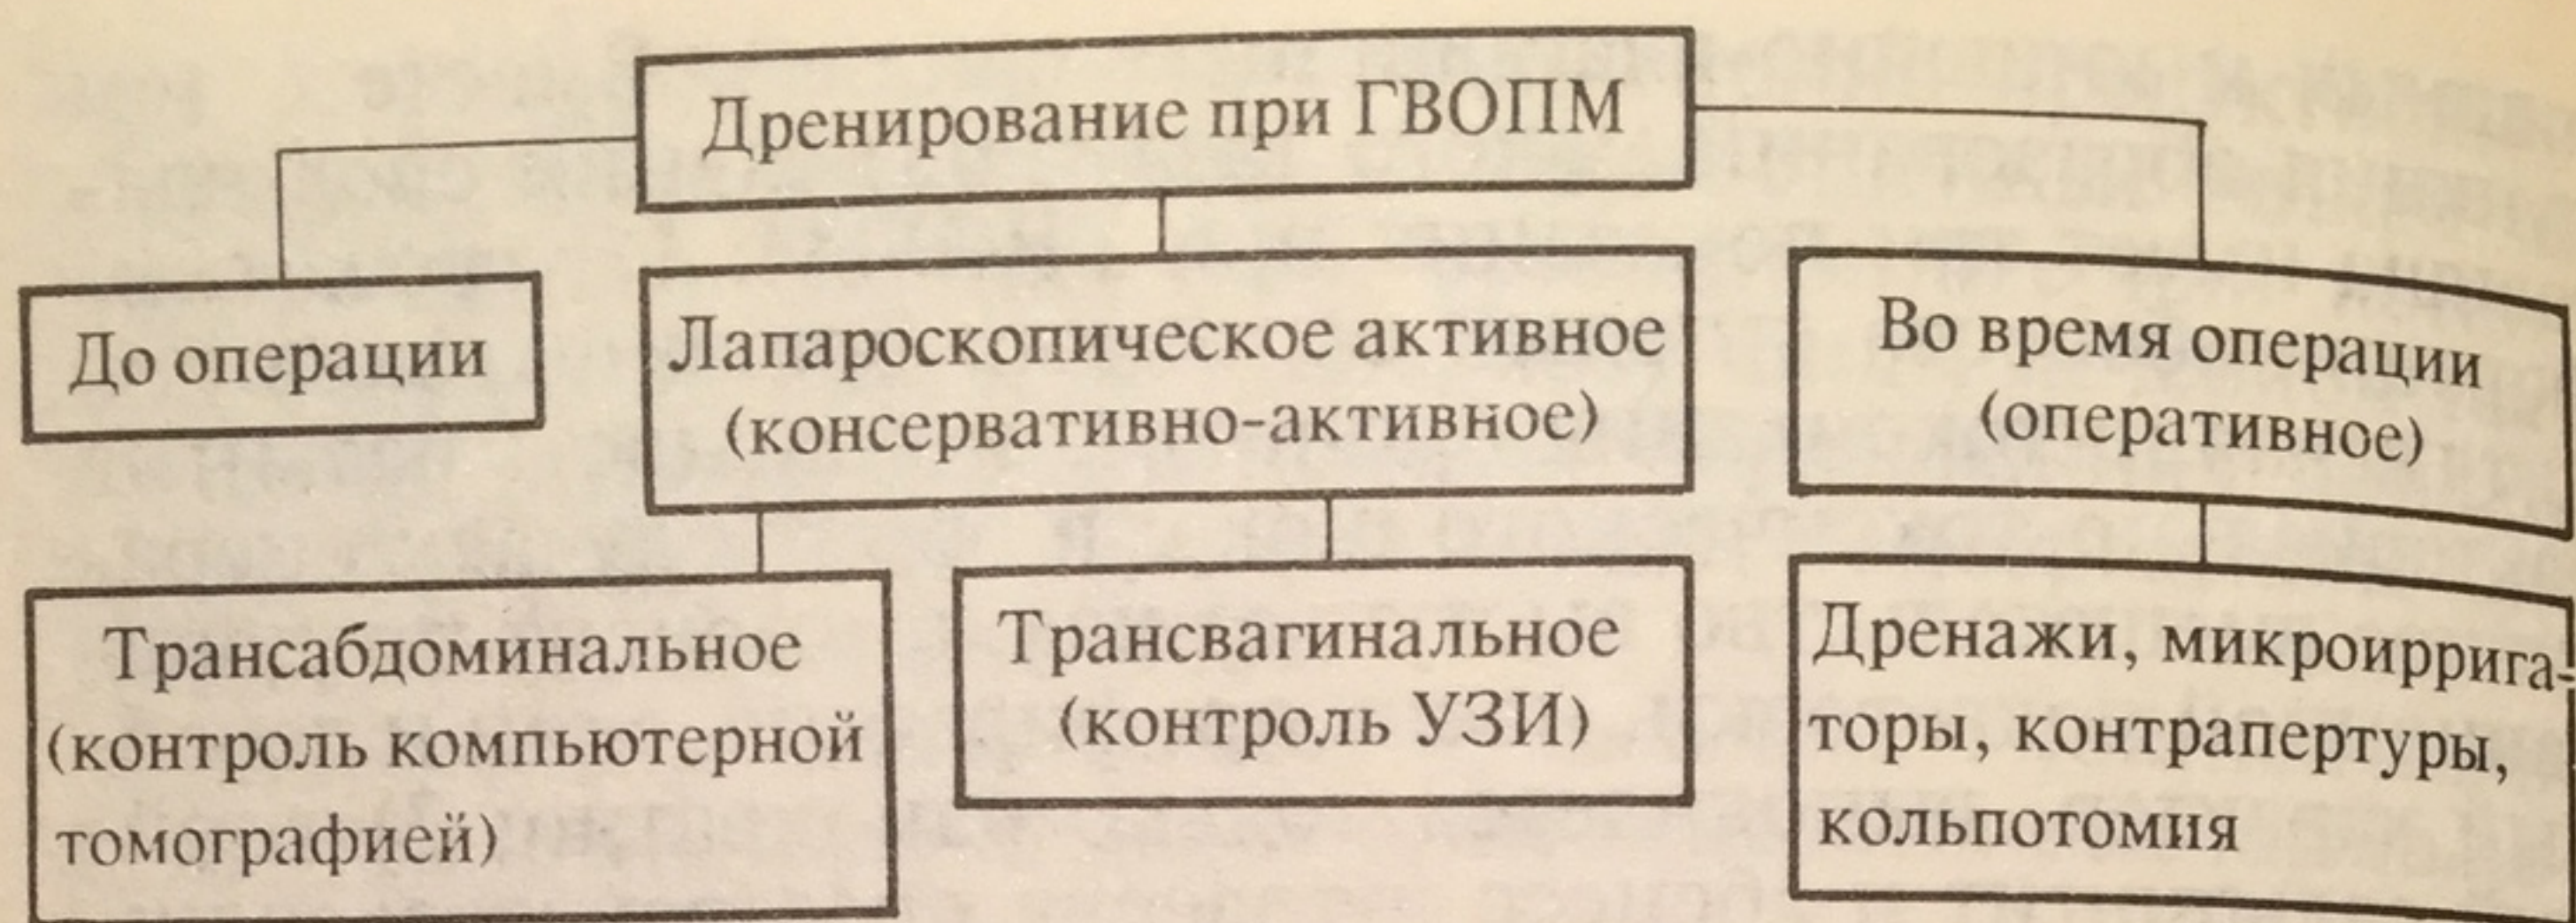 Дренирование при ГВОПМ
До операции
Лапароскопическое активное
(консервативно-активное)
Во время операции
(оперативное)
Трансабдоминальное
(контроль компьютерной
томографией)
Трансвагинальное
(контроль УЗИ)
Дренажи, микроиррига-
торы, контрапертуры,
кольпотомия